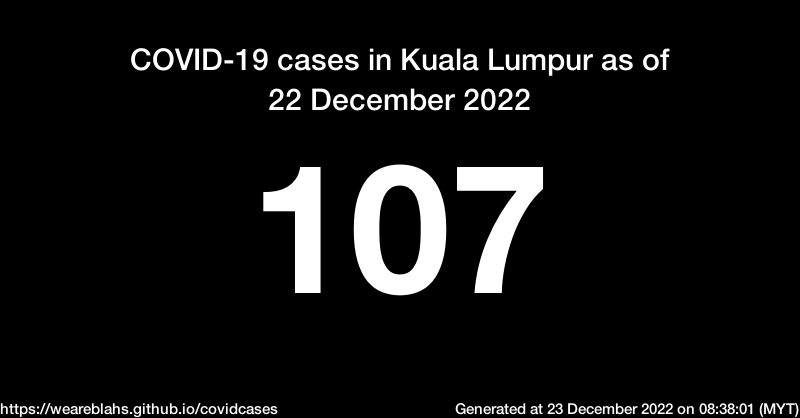 COVID-19 cases in Kuala Lumpur as of
22 December 2022
107
https://weareblahs.github.io/covidcases
Generated at 23 December 2022 on 08:38:01 (MYT)